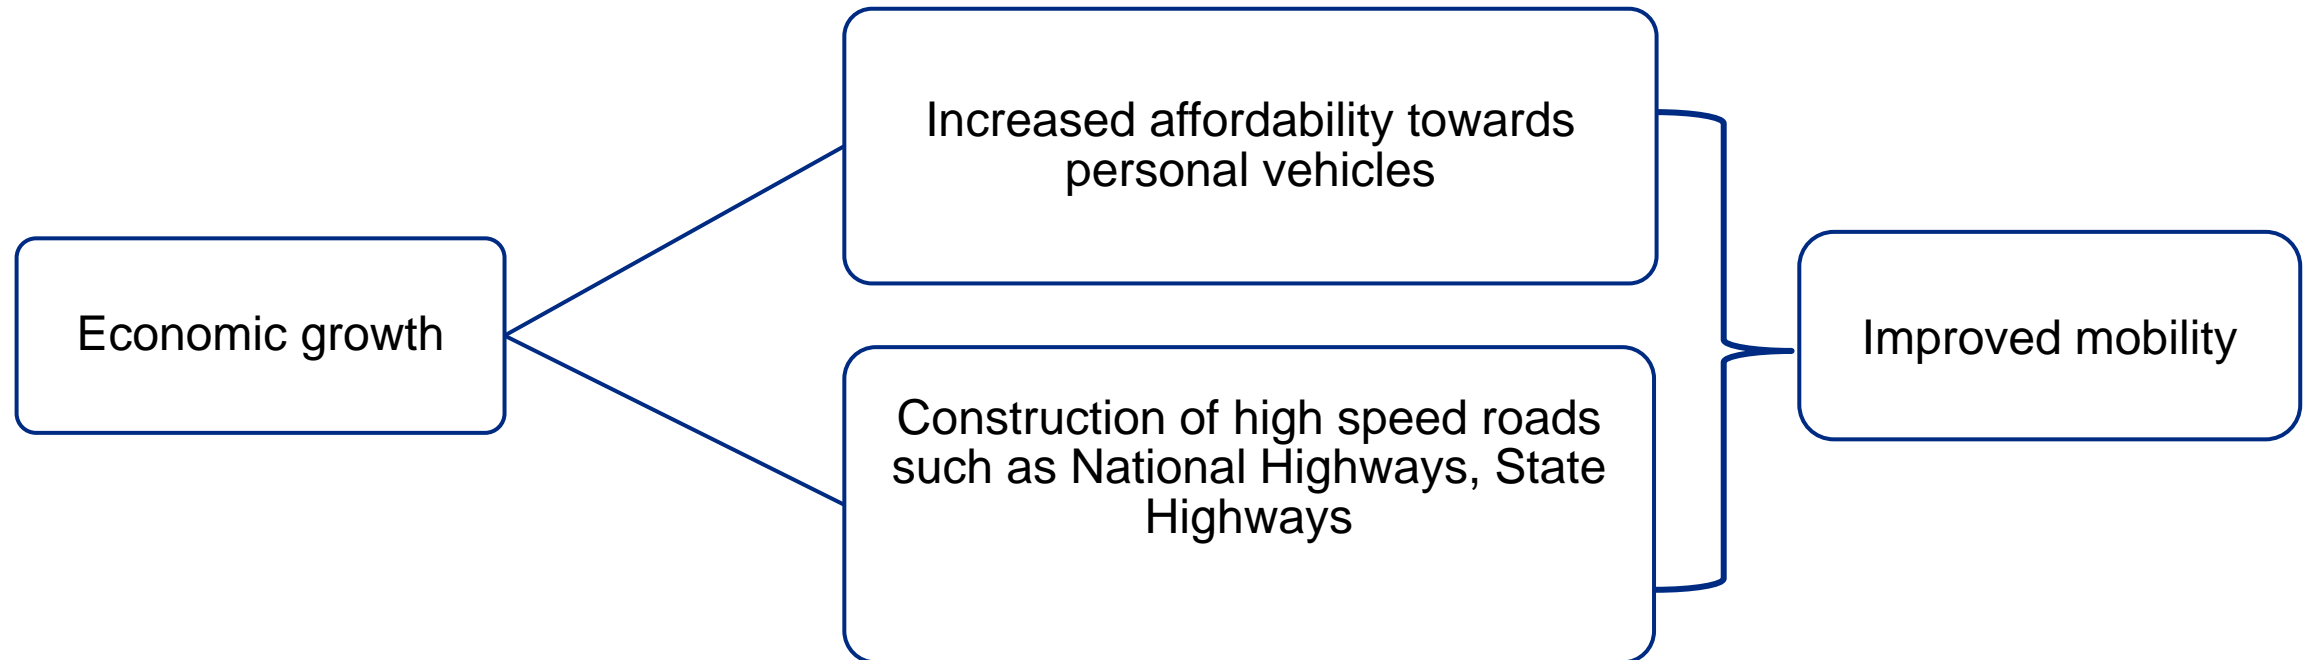 Economic growth
Increased affordability towards
personal vehicles
Construction of high speed roads
such as National Highways, State
Highways
Improved mobility